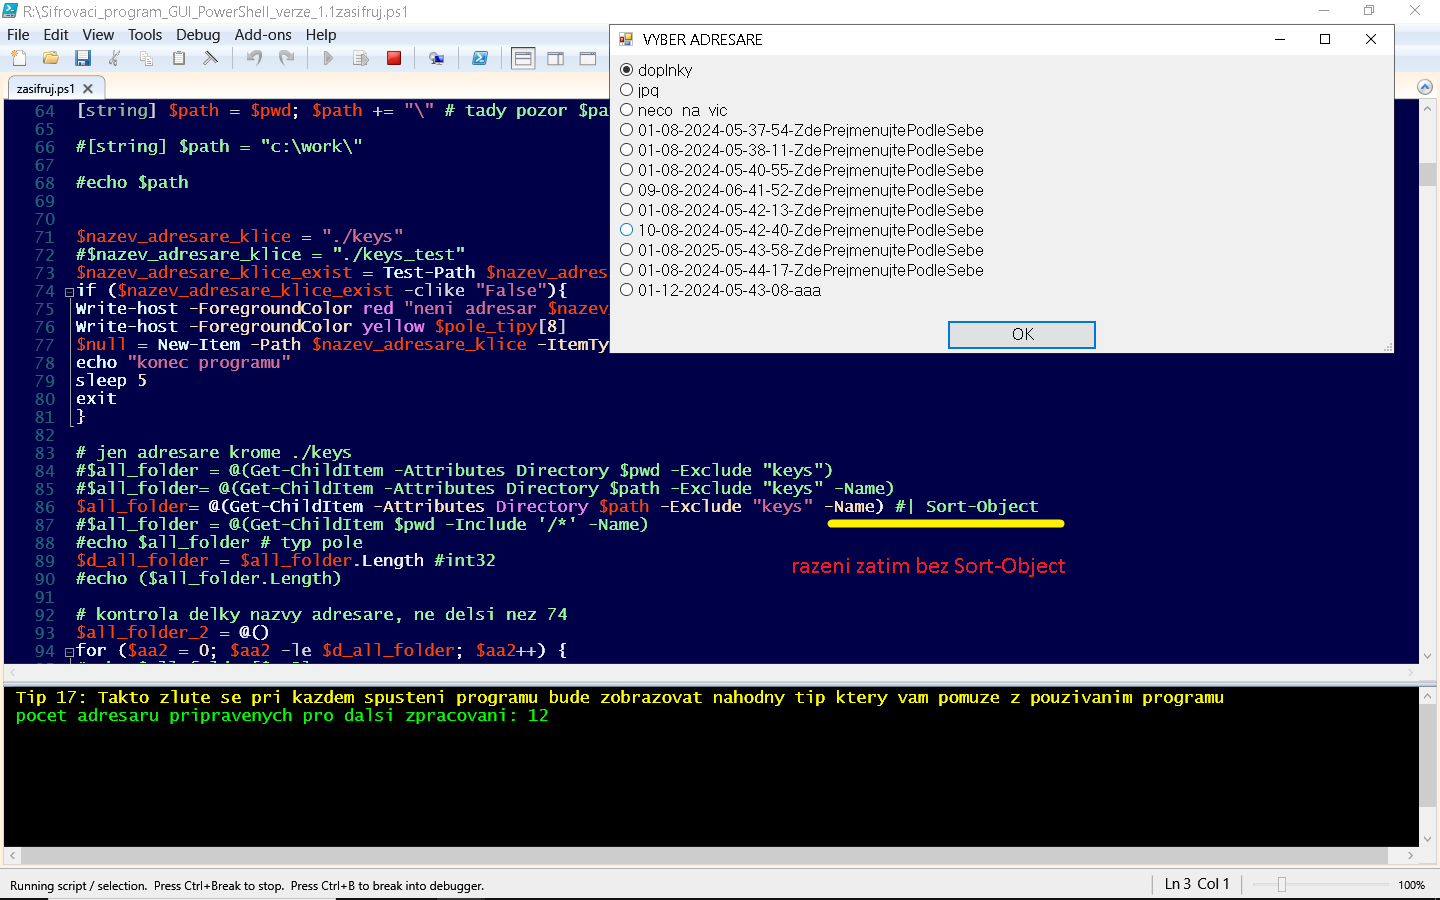 R:\Sifrovaci_program_GUI_PowerShell_verze_1.1zasifruj.ps1
File Edit View Tools Debug Add-ons Help
zasifruj.ps1
64 [string] $path = $pwd; $path += "\" # tady pozor $pa
65
66 #[string] $path = "c:\work\"
67
68 #echo $path
69
70
71 $nazev_adresare_klice = "./keys"
72 #$nazev_adresare_klice = "./keys_test"
73 $nazev_adresare_klice_exist = Test-Path $nazev_adres
74 if ($nazev_adresare_klice_exist -clike "False"){
75 Write-host -ForegroundColor red "neni adresar $nazev
76 Write-host -ForegroundColor yellow $pole_tipy[8]
77 $null = New-Item -Path $nazev_adresare_klice -ItemTy
78 echo "konec programu"
79 sleep 5
80 exit
81 }
82
83 # jen adresare krome ./keys
84 #$all_folder = @(Get-ChildItem -Attributes Directory $pwd -Exclude "keys")
85 #$all_folder= @(Get-ChildItem -Attributes Directory $path -Exclude "keys" -Name)
86 $all_folder= @(Get-ChildItem -Attributes Directory $path -Exclude "keys" -Name) #| Sort-Object
87 #$all_folder = @(Get-ChildItem $pwd -Include '/*' -Name)
88 #echo $all_folder # typ pole
89 $d_all_folder = $all_folder.Length #int32
90 #echo ($all_folder.Length)
91
92 # kontrola delky nazvy adresare, ne delsi nez 74
93 $all_folder_2 = @()
94 for ($aa2 = 0; $aa2 -le $d_all_folder; $aa2++) {
razeni zatim bez Sort-Object
VYBER ADRESARE
doplnky
jpg
neco na vic
01-08-2024-05-37-54-ZdePrejmenujtePodleSebe
01-08-2024-05-38-11-ZdePrejmenujtePodleSebe
01-08-2024-05-40-55-ZdePrejmenujtePodleSebe
09-08-2024-06-41-52-ZdePrejmenujtePodleSebe
01-08-2024-05-42-13-ZdePrejmenujtePodleSebe
10-08-2024-05-42-40-ZdePrejmenujtePodleSebe
01-08-2025-05-43-58-ZdePrejmenujtePodleSebe
01-08-2024-05-44-17-ZdePrejmenujtePodleSebe
01-12-2024-05-43-08-aaa
OK
Tip 17: Takto zlute se pri kazdem spusteni programu bude zobrazovat nahodny tip ktery vam pomuze z pouzivanim programu
pocet adresaru pripravenych pro dalsi zpracovani: 12
Running script / selection. Press Ctrl+Break to stop. Press Ctrl+B to break into debugger.
Ln 3 Col 1
100%